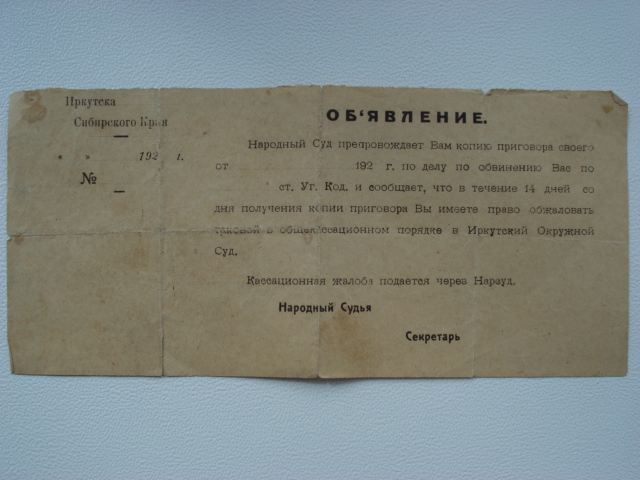 Иркутска
Сибирского Края
" " 192 г.
№
ОБ'ЯВЛЕНИЕ.
Народный Суд препровождает Вам копию приговора своего
от 192 г. по делу по обвинению Вас по
ст. Уг. Код. и сообщает, что в течение 14 дней со
дня получения копии приговора Вы имеете право обжаловать
таковой в общекассационном порядке в Иркутский Окружной
Суд.
Кассационная жалоба подается через Нарсуд.
Народный Судья
Секретарь